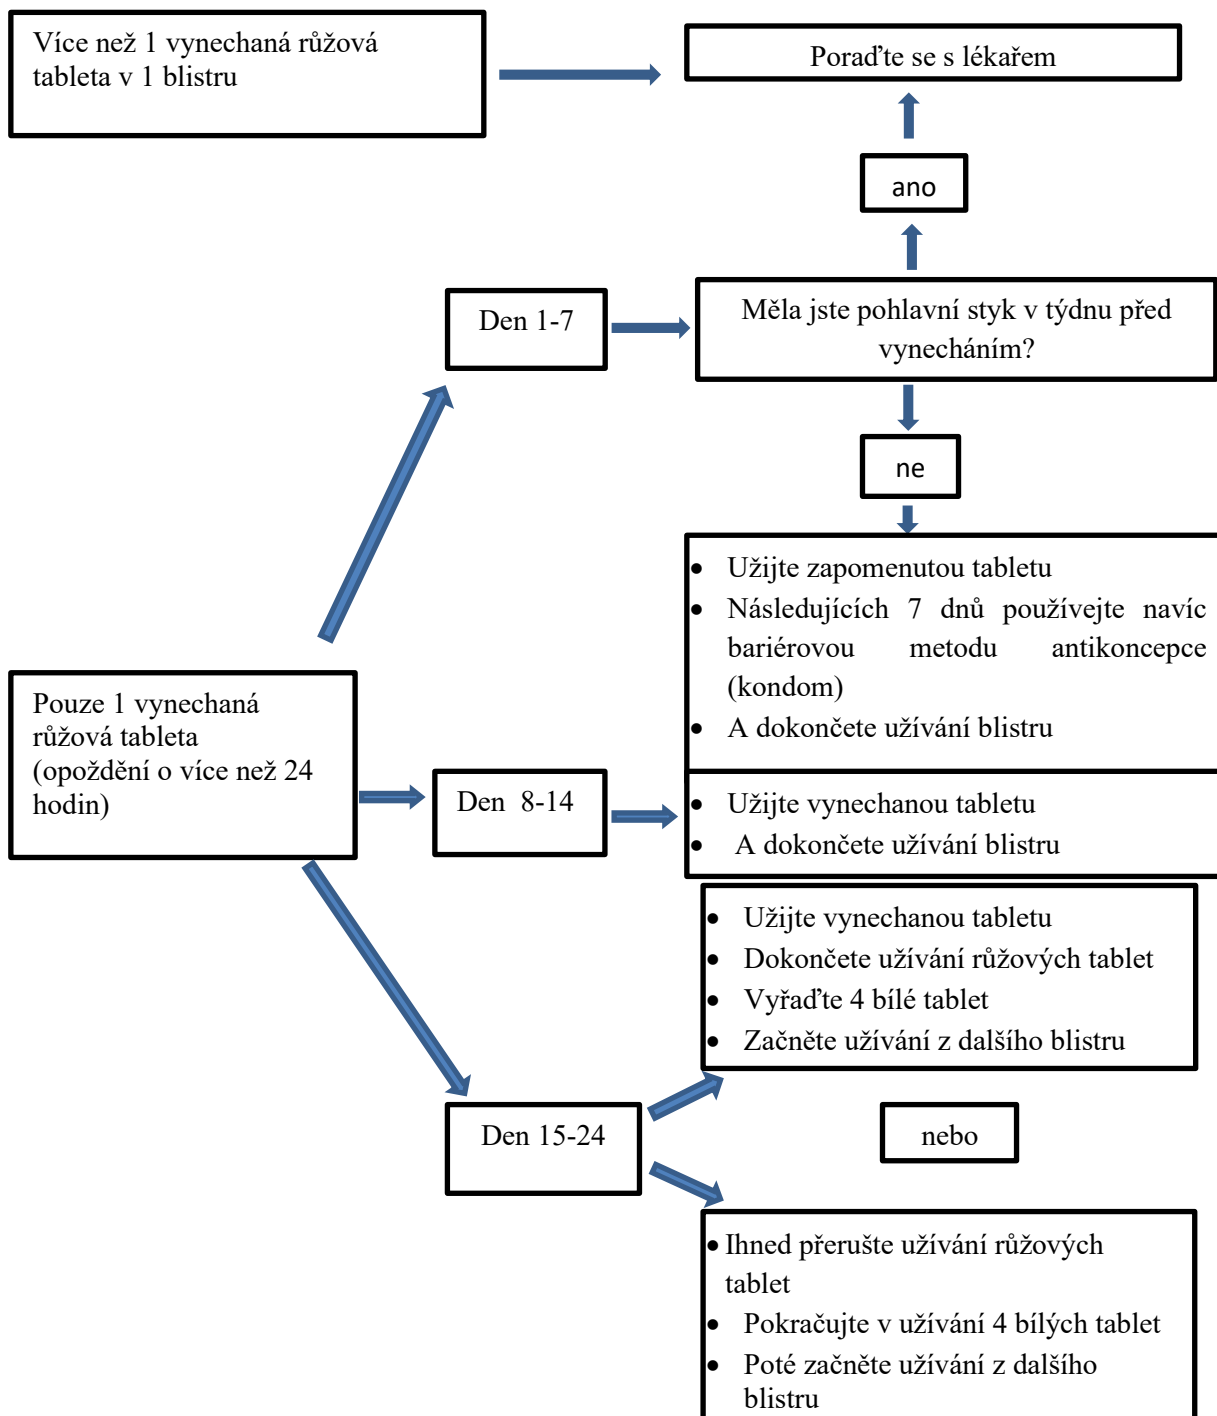 Více než 1 vynechaná růžová
tableta v 1 blistru
Poraďte se s lékařem
ano
Den 1-7
Měla jste pohlavní styk v týdnu před
vynecháním?
ne
• Užijte zapomenutou tabletu
• Následujících 7 dnů používejte navíc
bariérovou metodu antikoncepce
(kondom)
• A dokončete užívání blistru
Pouze 1 vynechaná
růžová tableta
(opoždění o více než 24
hodin)
Den 8-14
• Užijte vynechanou tabletu
• A dokončete užívání blistru
• Užijte vynechanou tabletu
• Dokončete užívání růžových tablet
• Vyřaďte 4 bílé tablet
• Začněte užívání z dalšího blistru
Den 15-24
nebo
• Ihned přerušte užívání růžových
tablet
• Pokračujte v užívání 4 bílých tablet
• Poté začněte užívání z dalšího
blistru